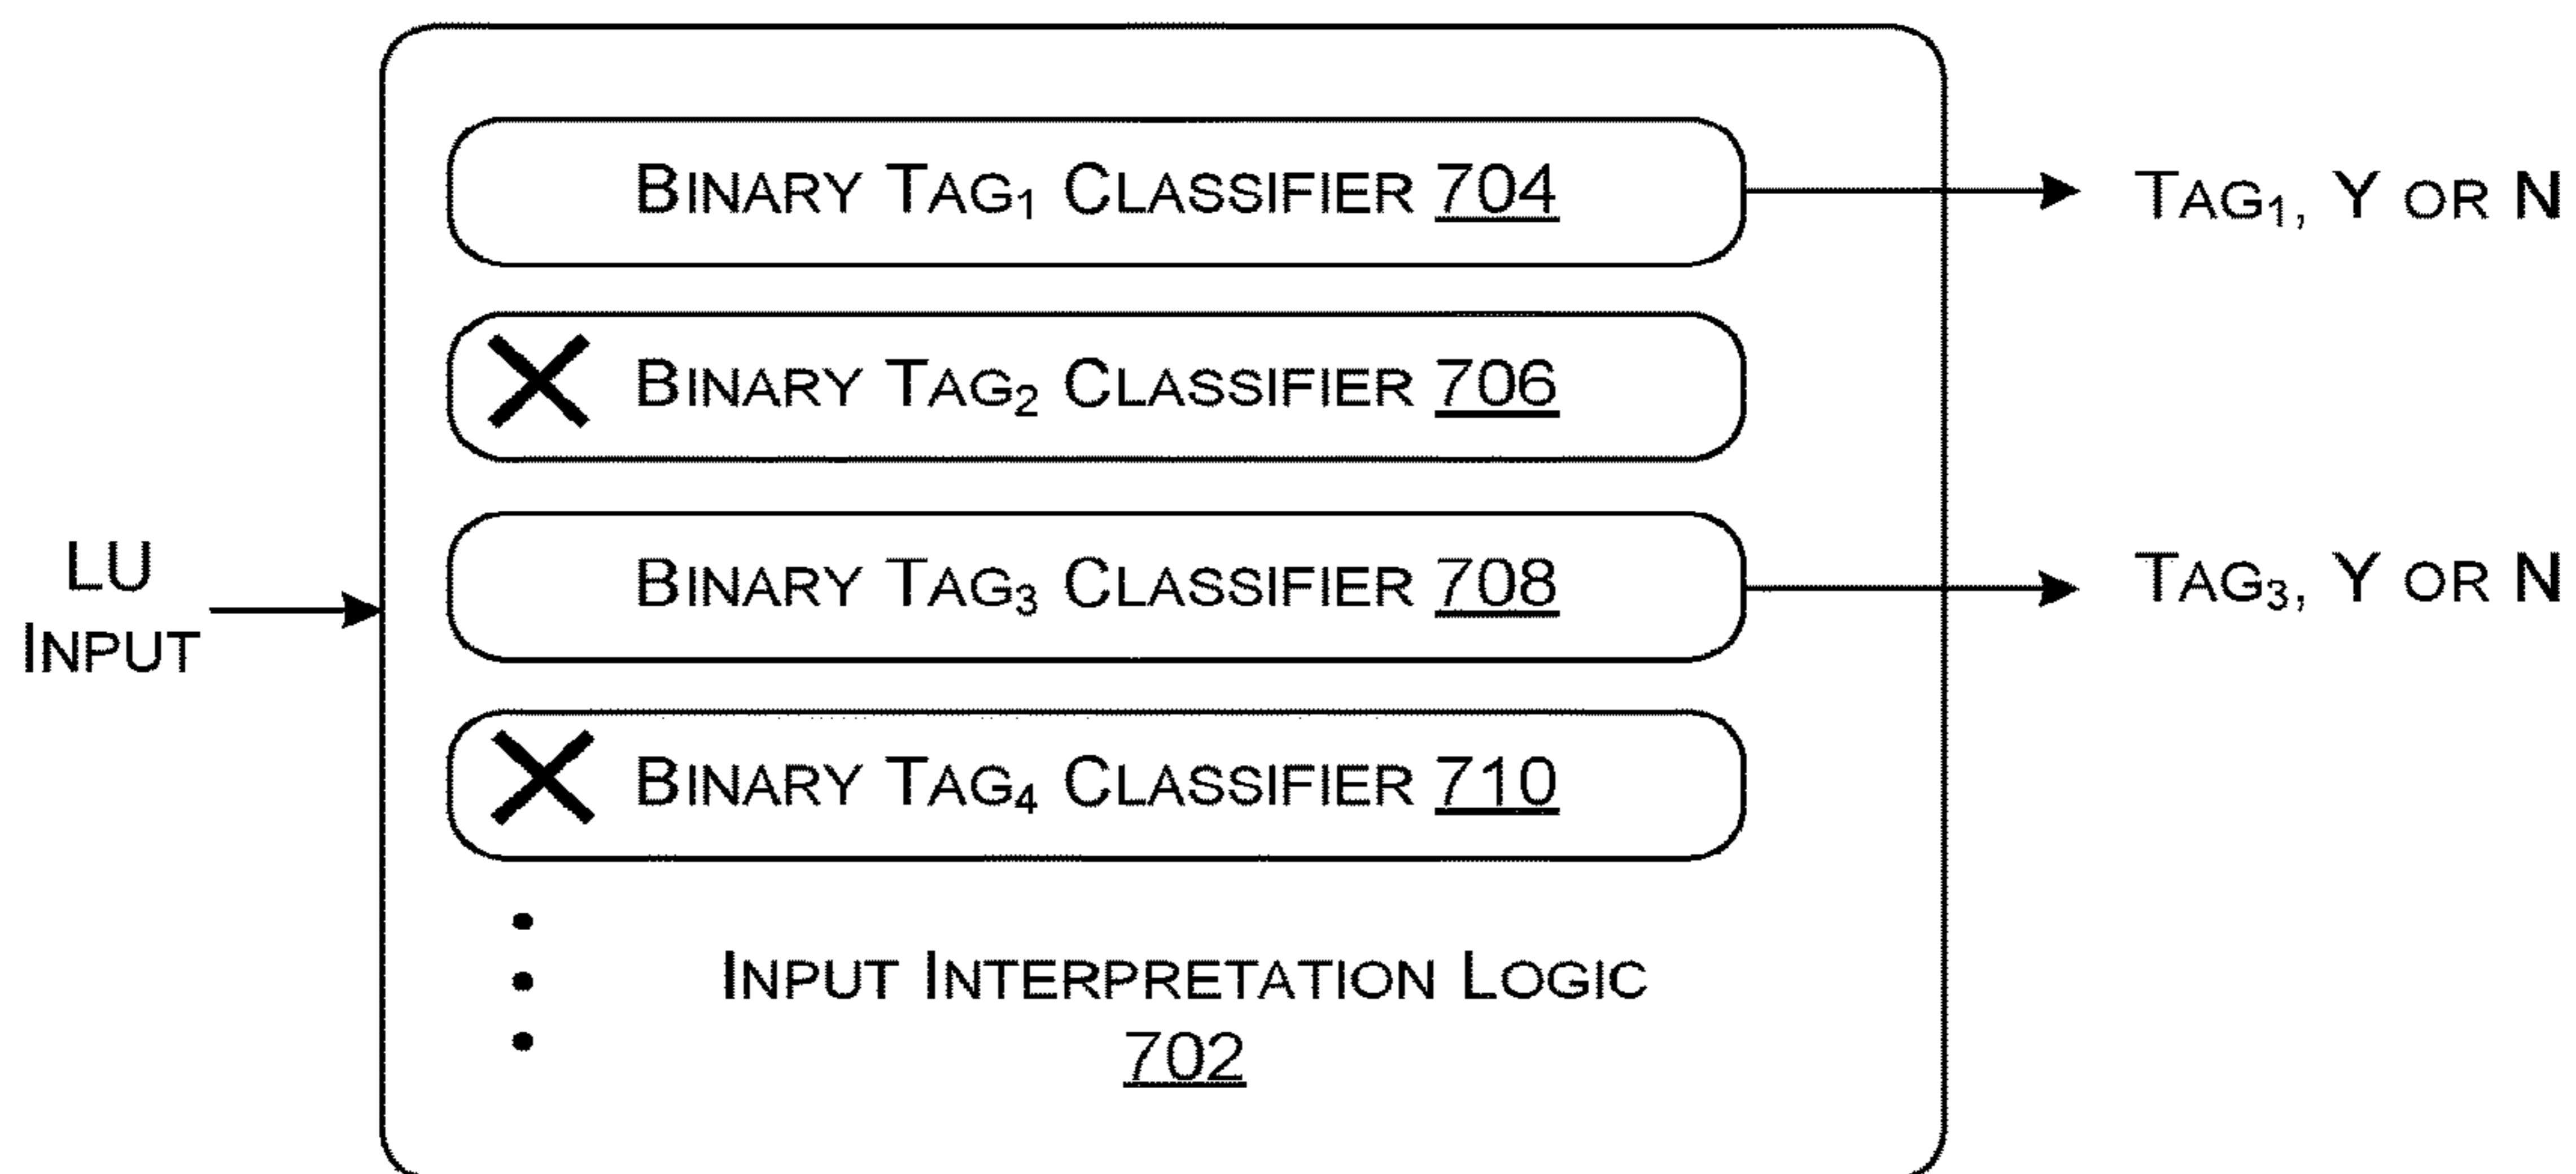 BINARY TAG₁ CLASSIFIER 704
TAG₁, Y OR N
BINARY TAG₂ CLASSIFIER 706
LU
INPUT
BINARY TAG₃ CLASSIFIER 708
TAG₃, Y OR N
BINARY TAG₄ CLASSIFIER 710
INPUT INTERPRETATION LOGIC
702